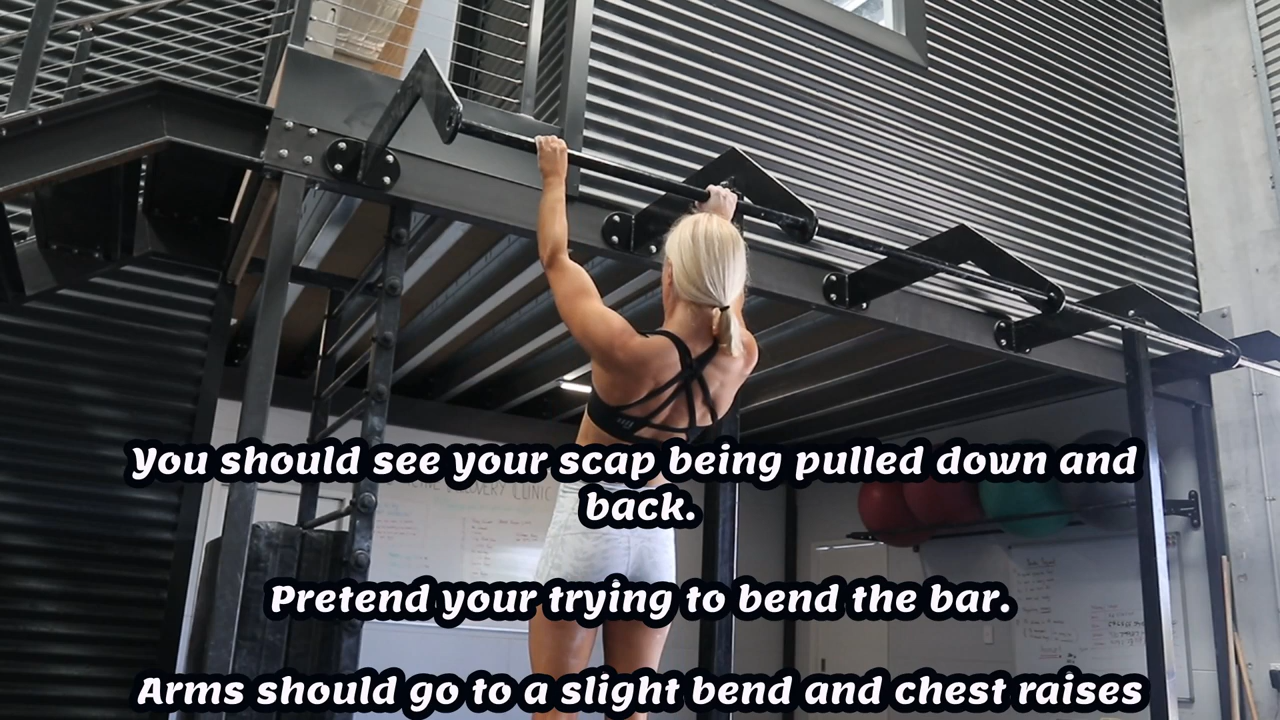 You should see your scap being pulled down and
back.
Pretend your trying to bend the bar.
Arms should go to a slight bend and chest raises